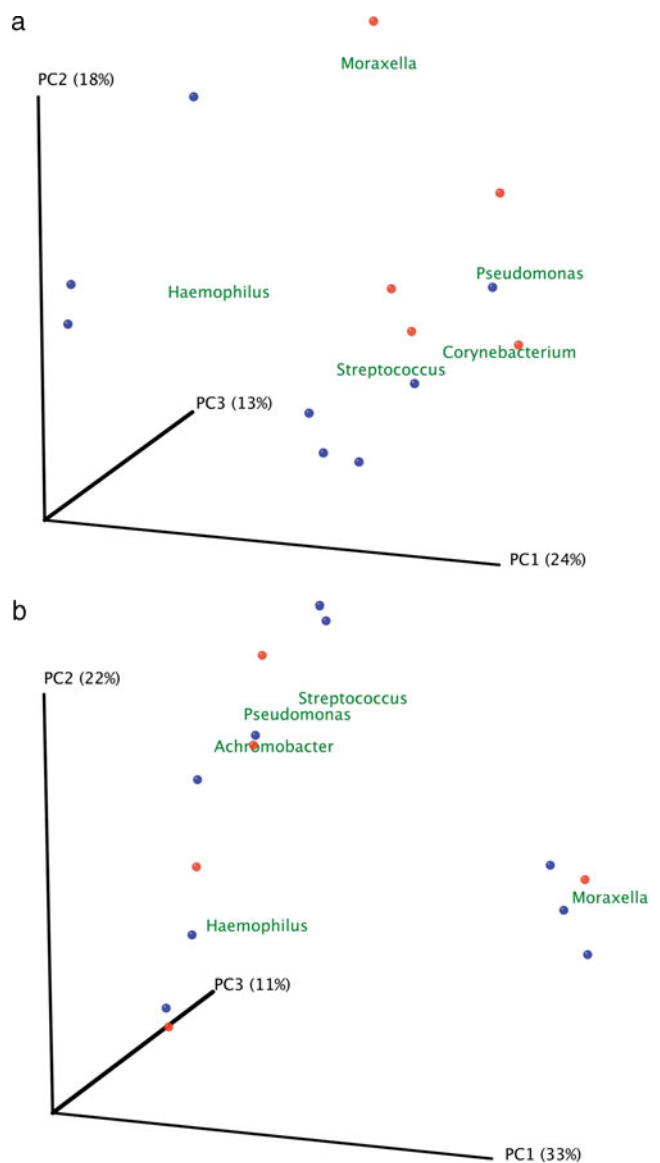 a
Moraxella
PC2 (18%)
Pseudomonas
Haemophilus
Corynebacterium
Streptococcus
PC3 (13%)
PC1 (24%)
b
PC2 (22%)
Streptococcus
Pseudomonas
Achromobacter
Moraxella
Haemophilus
PC3 (11%)
PC1 (33%)